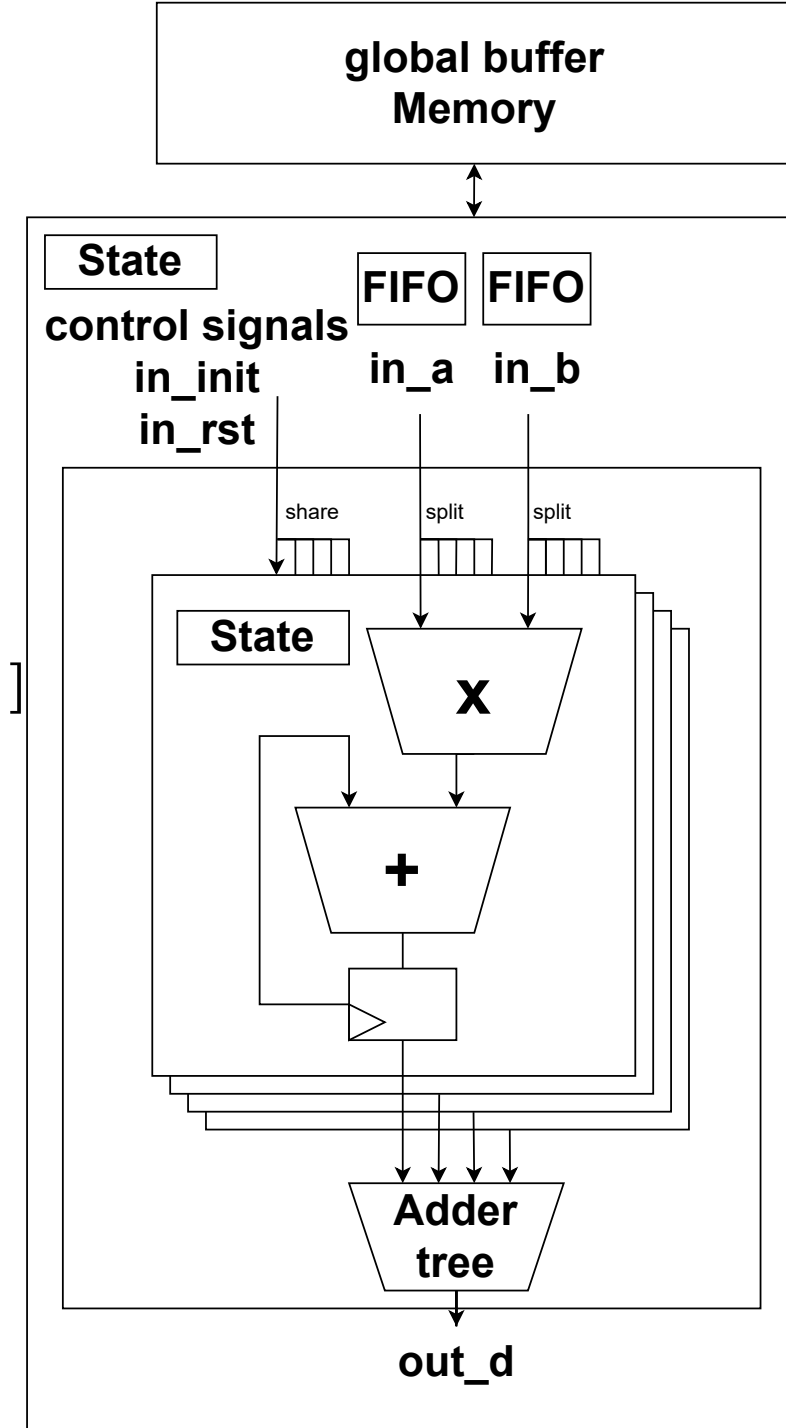 global buffer
Memory
State
FIFO
FIFO
control signals
in_init
in_rst
in_a
in_b
share
split
split
State
x
]
+
Adder
tree
out_d